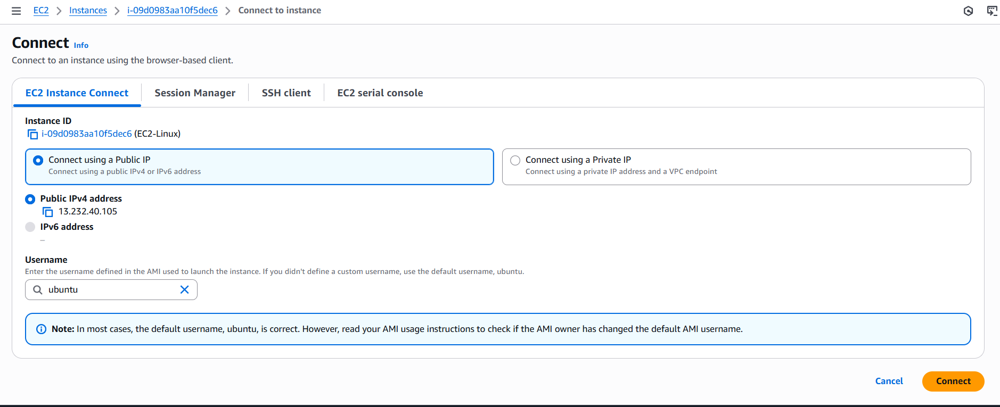 EC2 > Instances > i-09d0983aa10f5dec6 > Connect to instance
Connect Info
Connect to an instance using the browser-based client.
EC2 Instance Connect Session Manager SSH client EC2 serial console
Instance ID
i-09d0983aa10f5dec6 (EC2-Linux)
Connect using a Public IP
Connect using a public IPv4 or IPv6 address
Connect using a Private IP
Connect using a private IP address and a VPC endpoint
Public IPv4 address
13.232.40.105
IPv6 address
–
Username
Enter the username defined in the AMI used to launch the instance. If you didn't define a custom username, use the default username, ubuntu.
ubuntu
Note: In most cases, the default username, ubuntu, is correct. However, read your AMI usage instructions to check if the AMI owner has changed the default AMI username.
Cancel Connect